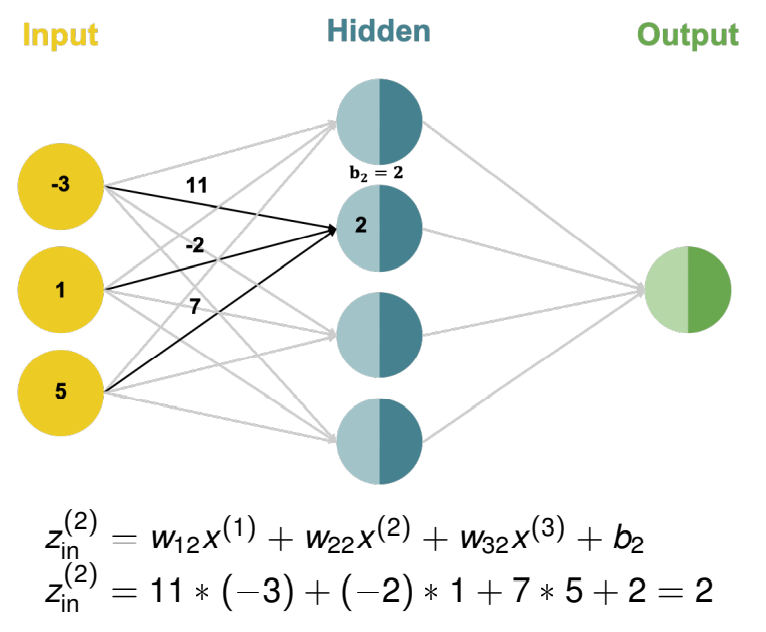 Input
Hidden
Output
-3
1
5
11
-2
7
b₂ = 2
2
z_in^(2) = w₁₂x^(1) + w₂₂x^(2) + w₃₂x^(3) + b₂
z_in^(2) = 11 * (−3) + (−2) * 1 + 7 * 5 + 2 = 2